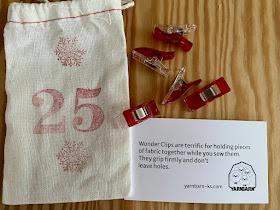 25
Wonder Clips are terrific for holding pieces
of fabric together while you sew them.
They grip firmly and don't
leave holes.
yarnbarn-ks.com
YARNBARN